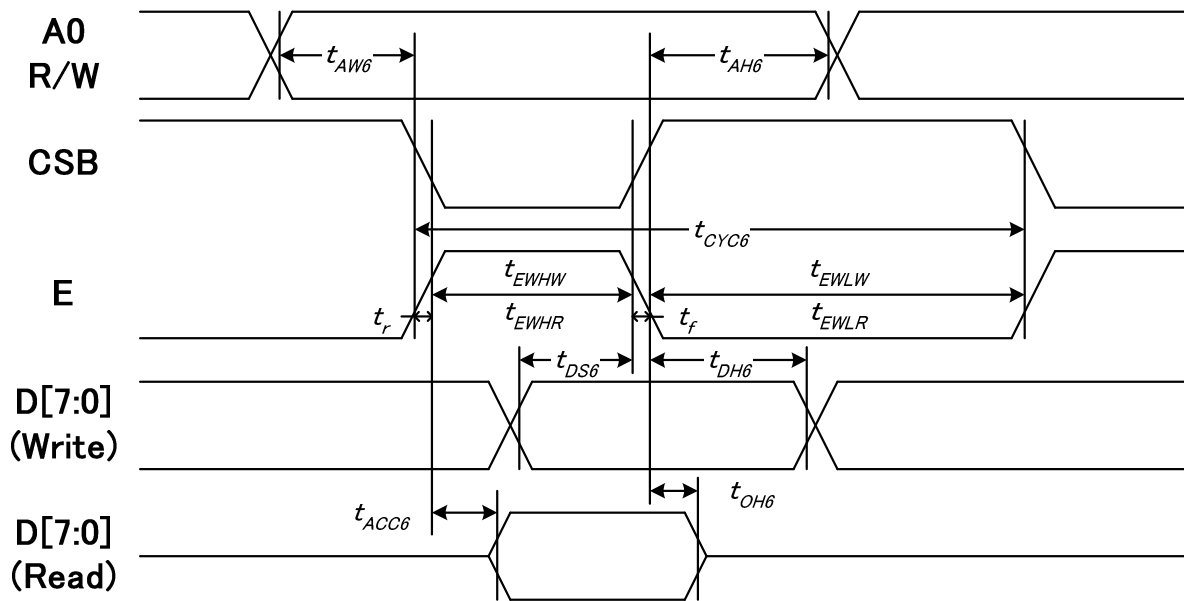 A0
R/W
tAW6
tAH6
CSB
tCYC6
E
tEWHW
tEWLW
tr
tEWHR
tf
tEWLR
tDS6
tDH6
D[7:0]
(Write)
tACC6
tOH6
D[7:0]
(Read)